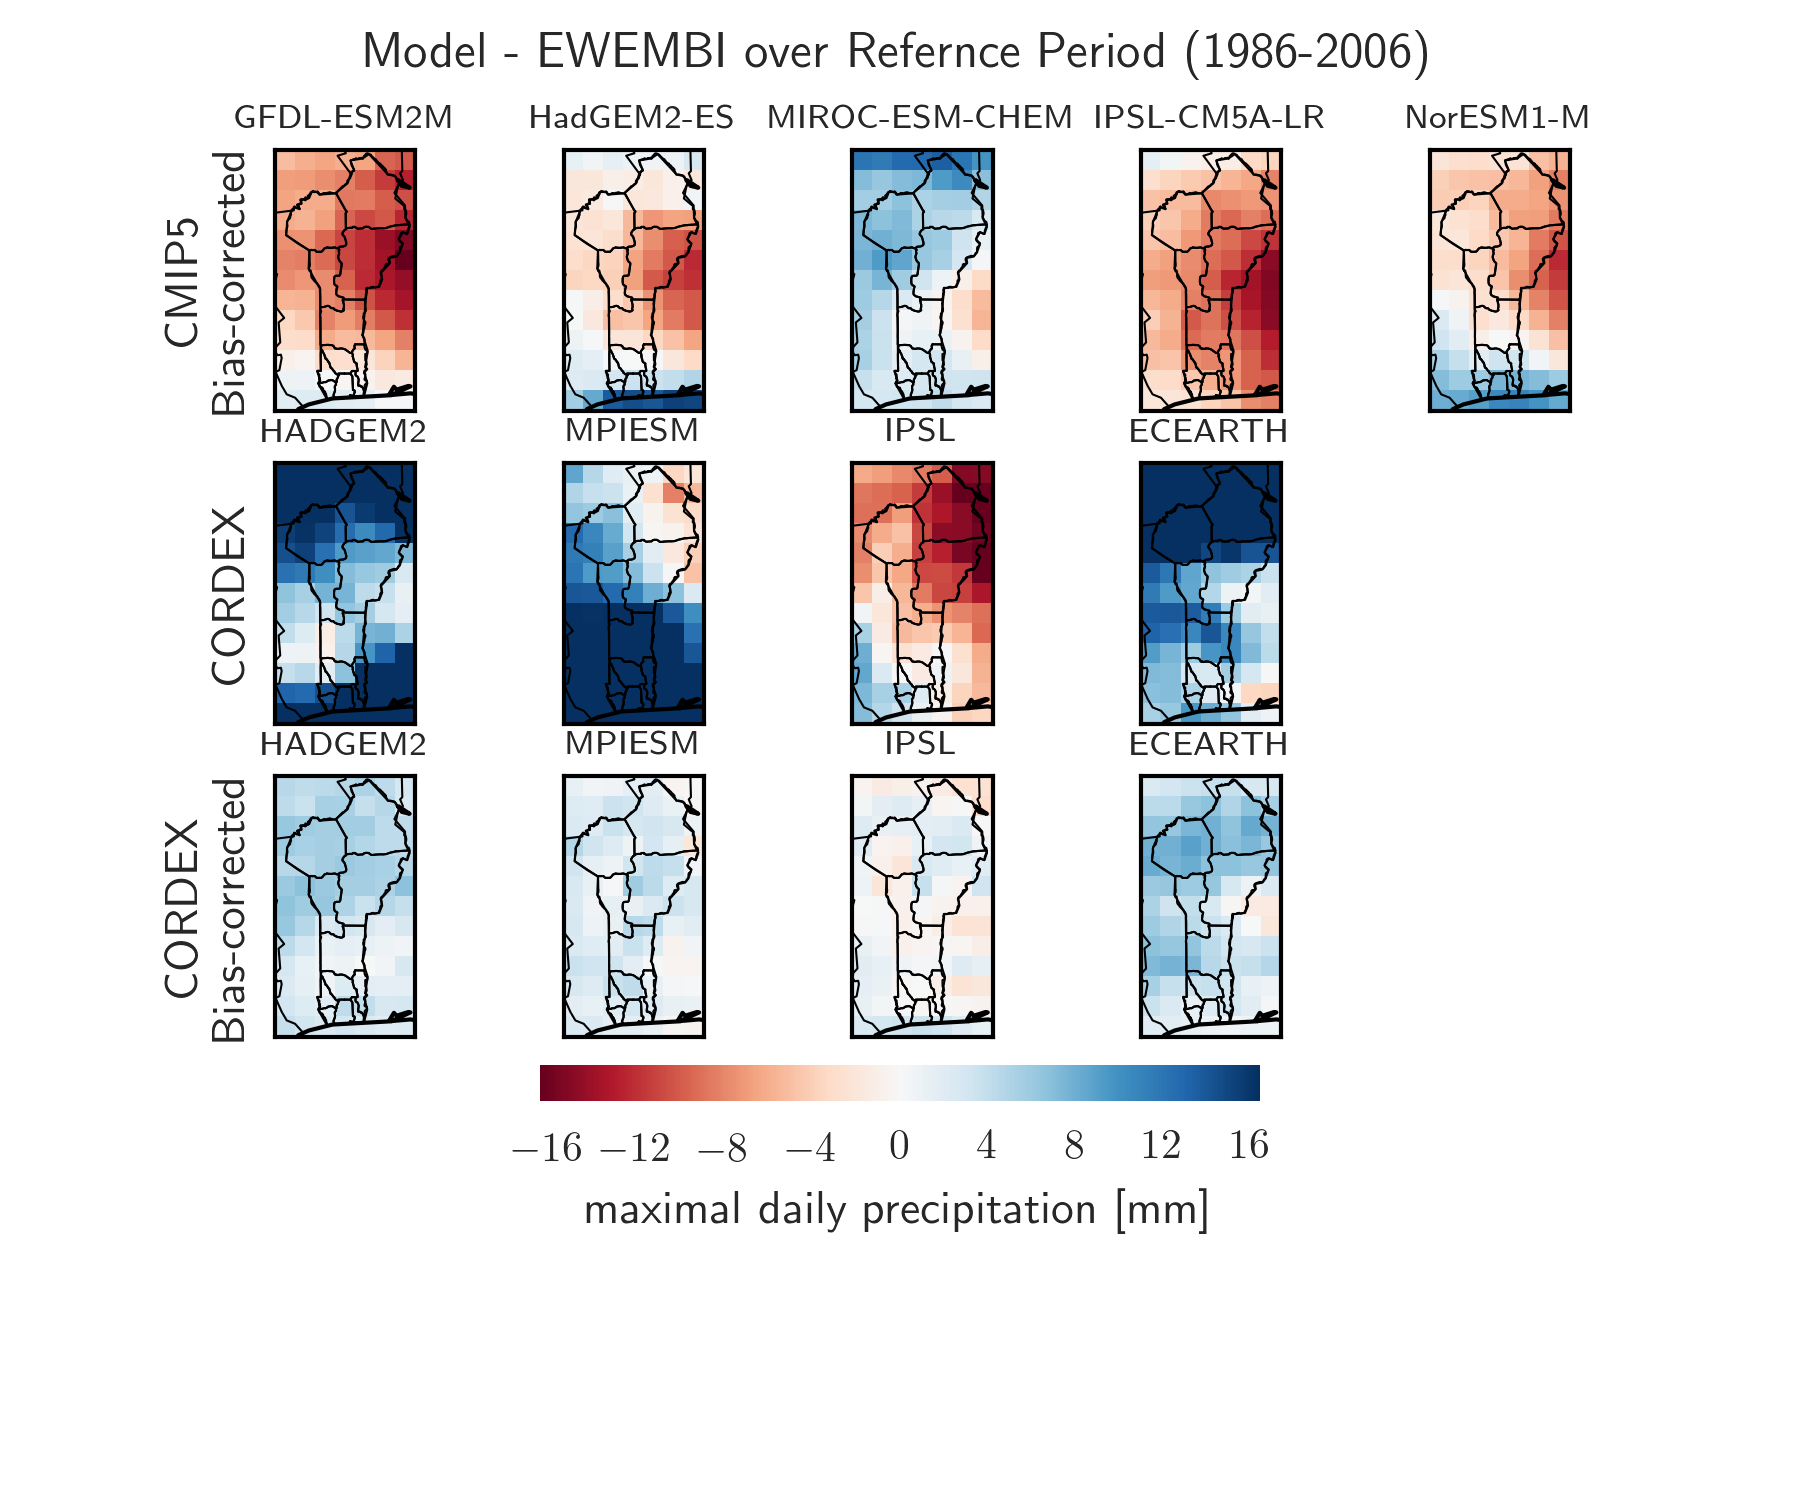 Model - EWEMBI over Refernce Period (1986-2006)
GFDL-ESM2M HadGEM2-ES MIROC-ESM-CHEM IPSL-CM5A-LR NorESM1-M
CMIP5
Bias-corrected
HADGEM2 MPIESM IPSL ECEARTH
CORDEX
HADGEM2 MPIESM IPSL ECEARTH
CORDEX
Bias-corrected
−16 −12 −8 −4 0 4 8 12 16
maximal daily precipitation [mm]